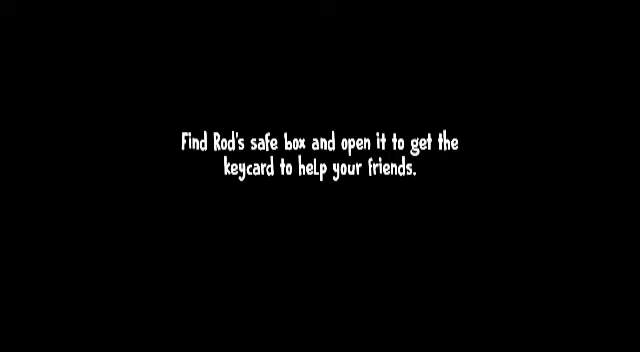 Find Rod's safe box and open it to get the
keycard to help your friends.